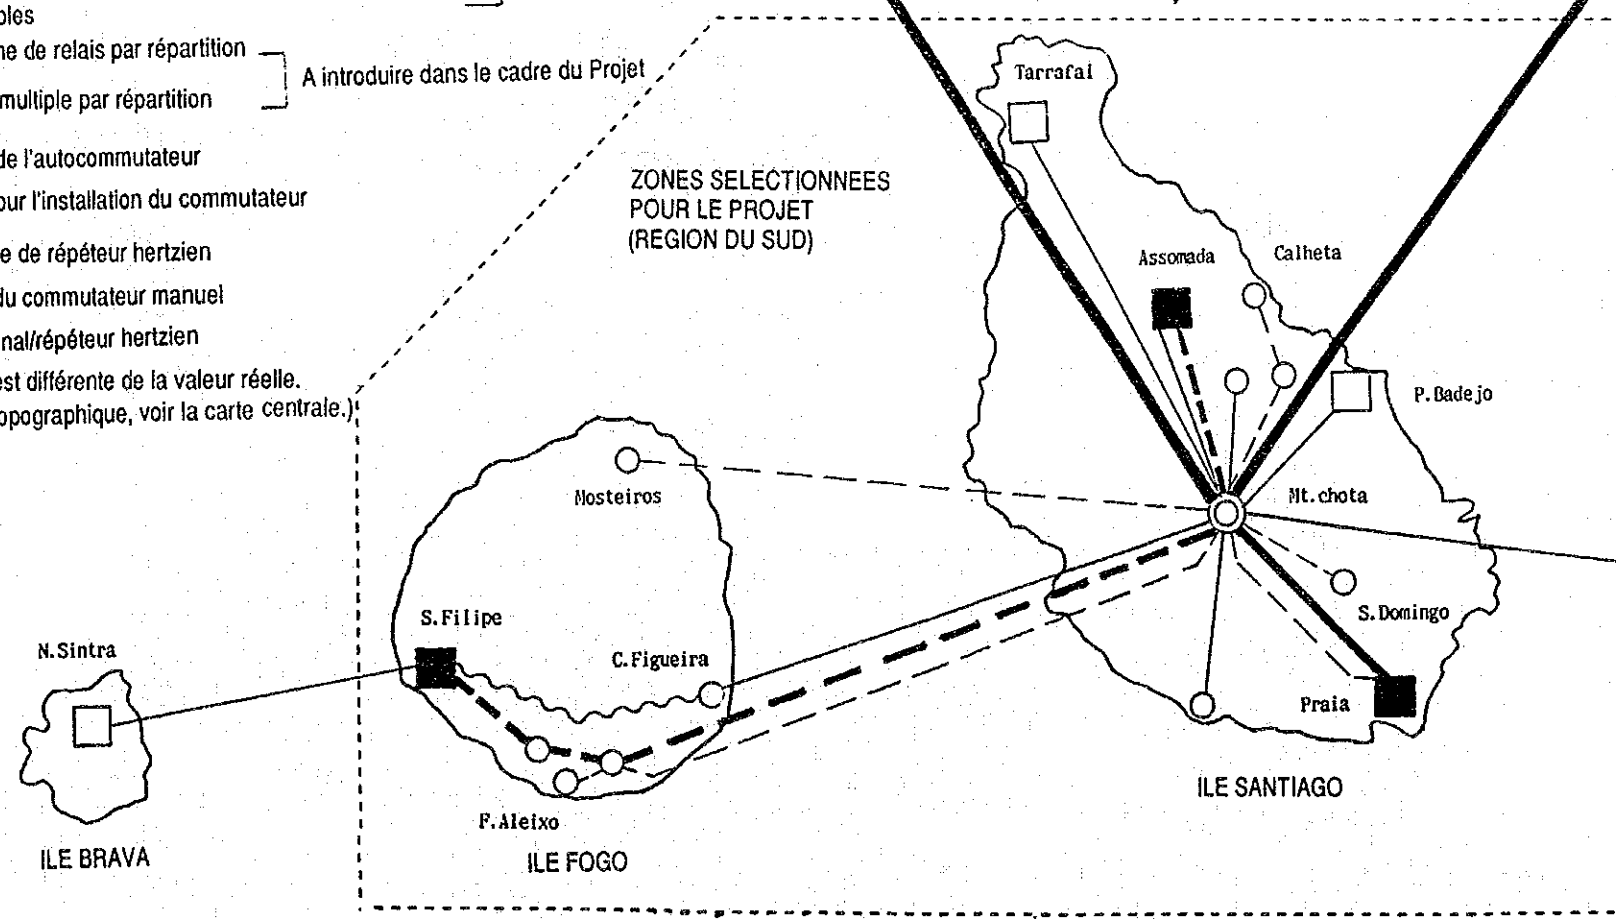 bles
ne de relais par répartition
A introduire dans le cadre du Projet
multiple par répartition
de l'autocommutateur
our l'installation du commutateur
e de répéteur hertzien
du commutateur manuel
nal/répéteur hertzien
est différente de la valeur réelle.
opographique, voir la carte centrale.)
ZONES SELECTIONNEES
POUR LE PROJET
(REGION DU SUD)
Tarrafal
Assomada
Calheta
P.Badejo
Mt.chota
S.Domingo
Praia
ILE SANTIAGO
Mosteiros
S.Filipe
C.Figueira
F.Aleixo
ILE FOGO
N.Sintra
ILE BRAVA